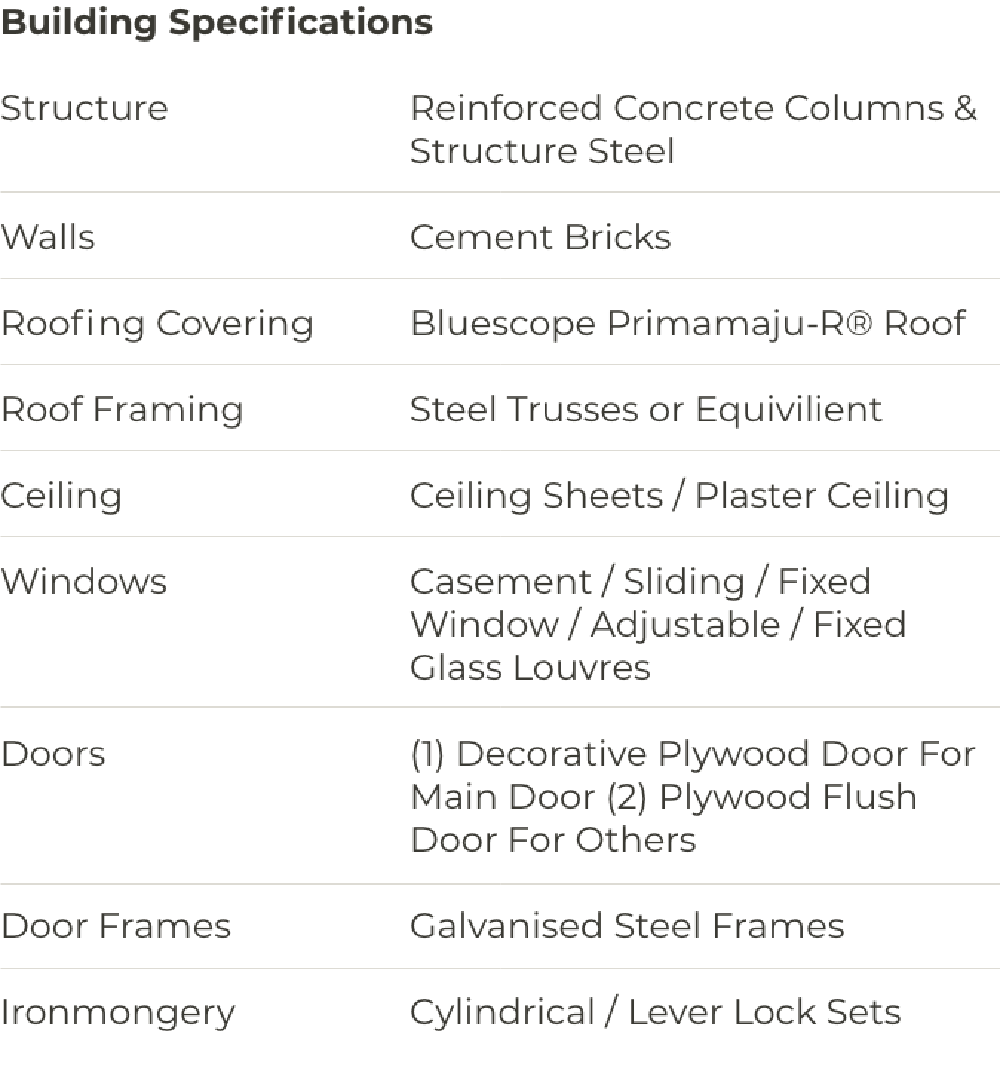 Building Specifications
Structure Reinforced Concrete Columns &
Structure Steel
Walls Cement Bricks
Roofing Covering Bluescope Primamaju-R® Roof
Roof Framing Steel Trusses or Equivilient
Ceiling Ceiling Sheets / Plaster Ceiling
Windows Casement / Sliding / Fixed
Window / Adjustable / Fixed
Glass Louvres
Doors (1) Decorative Plywood Door For
Main Door (2) Plywood Flush
Door For Others
Door Frames Galvanised Steel Frames
Ironmongery Cylindrical / Lever Lock Sets